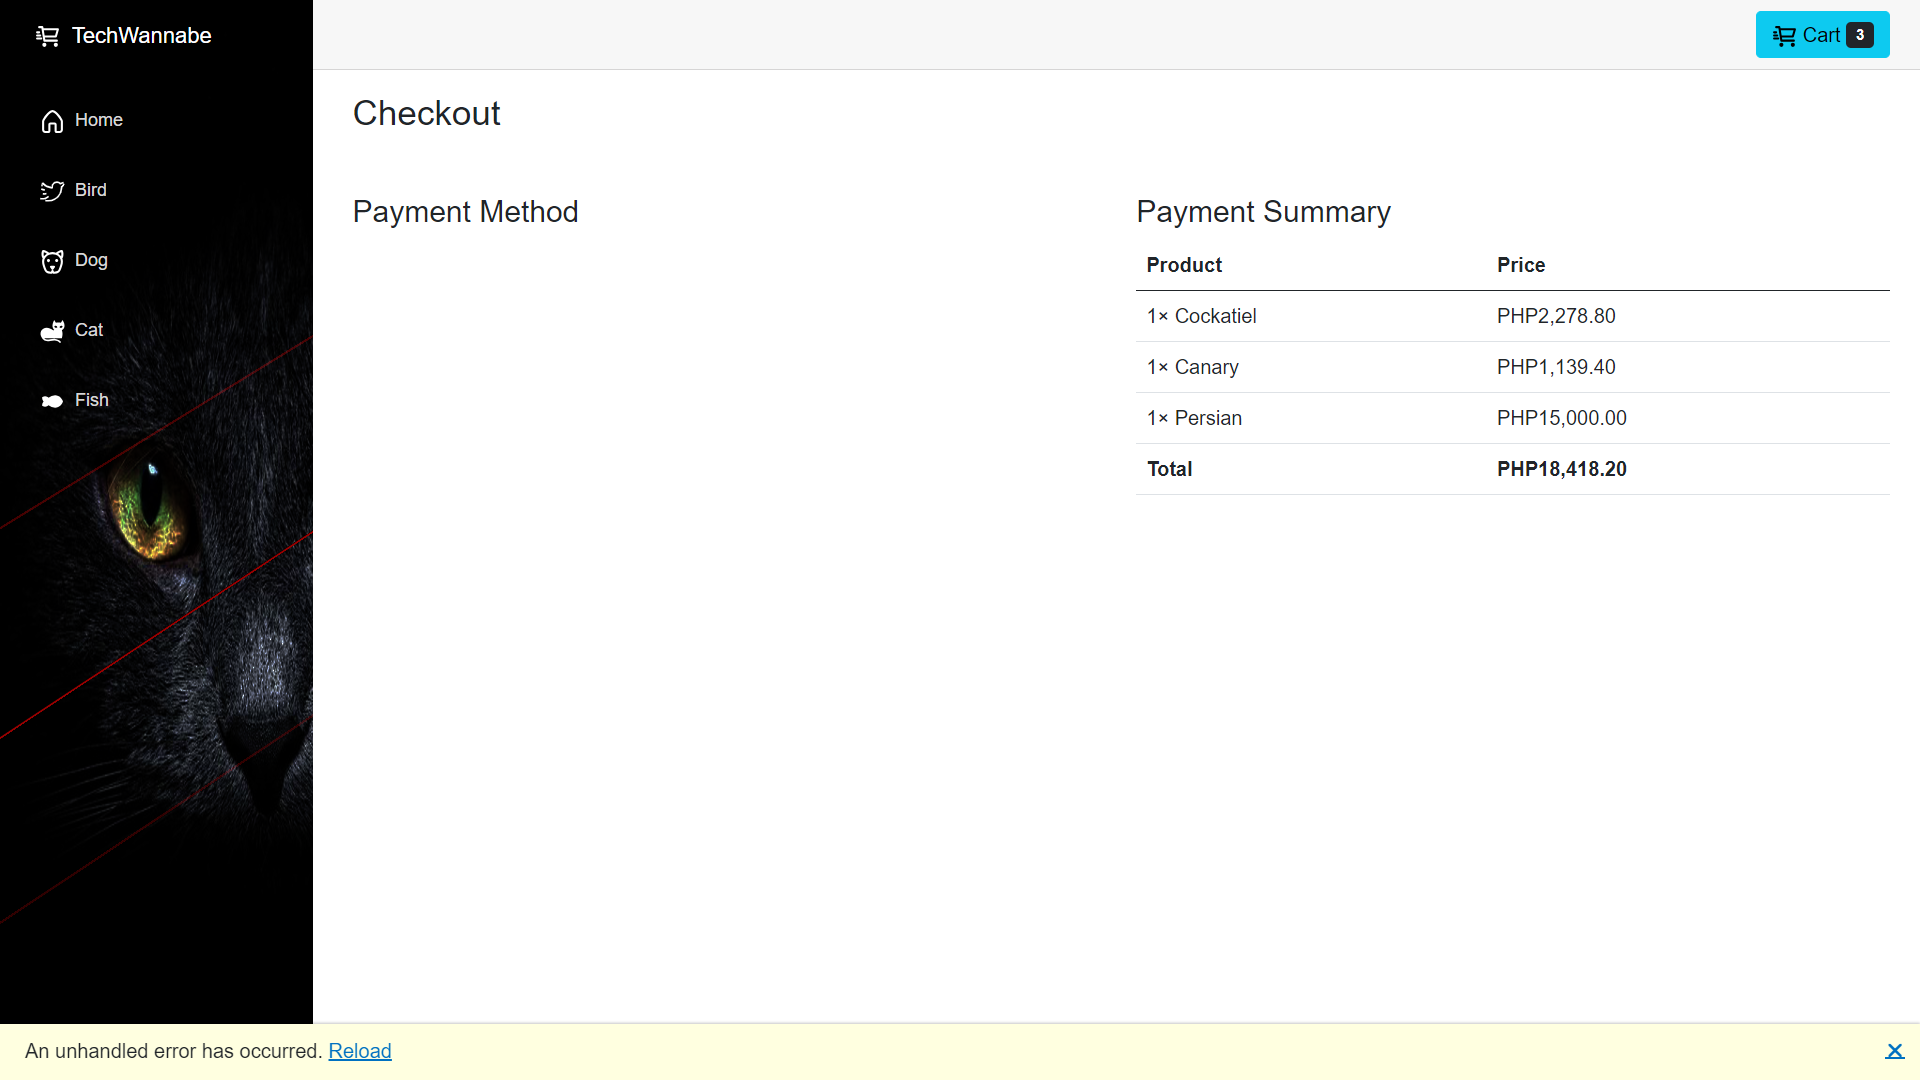 TechWannabe
Cart 3
Home
Bird
Dog
Cat
Fish
Checkout
Payment Method
Payment Summary
Product Price
1× Cockatiel PHP2,278.80
1× Canary PHP1,139.40
1× Persian PHP15,000.00
Total PHP18,418.20
An unhandled error has occurred. Reload